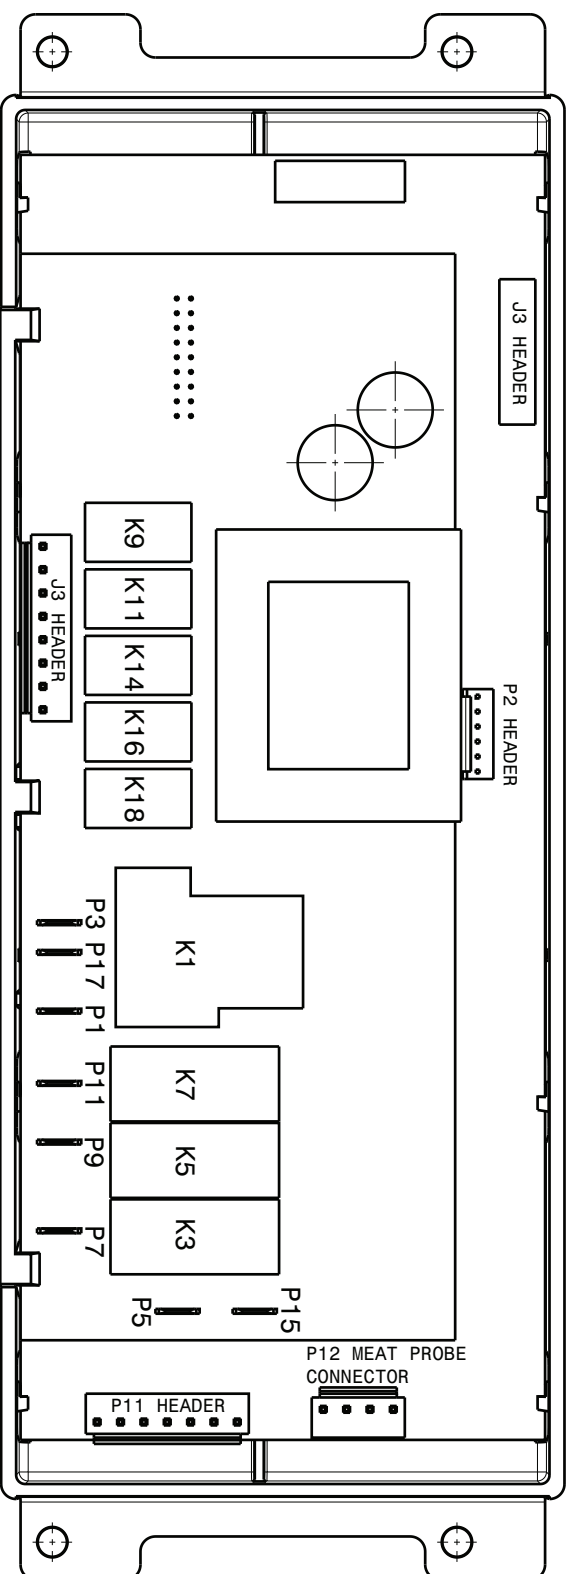 J3 HEADER
K9
K11
J3 HEADER
K14
P2 HEADER
K16
K18
P3
K1
P17
P1
K7
P11
P9
K5
P7
K3
P5
P15
P12 MEAT PROBE
CONNECTOR
P11 HEADER